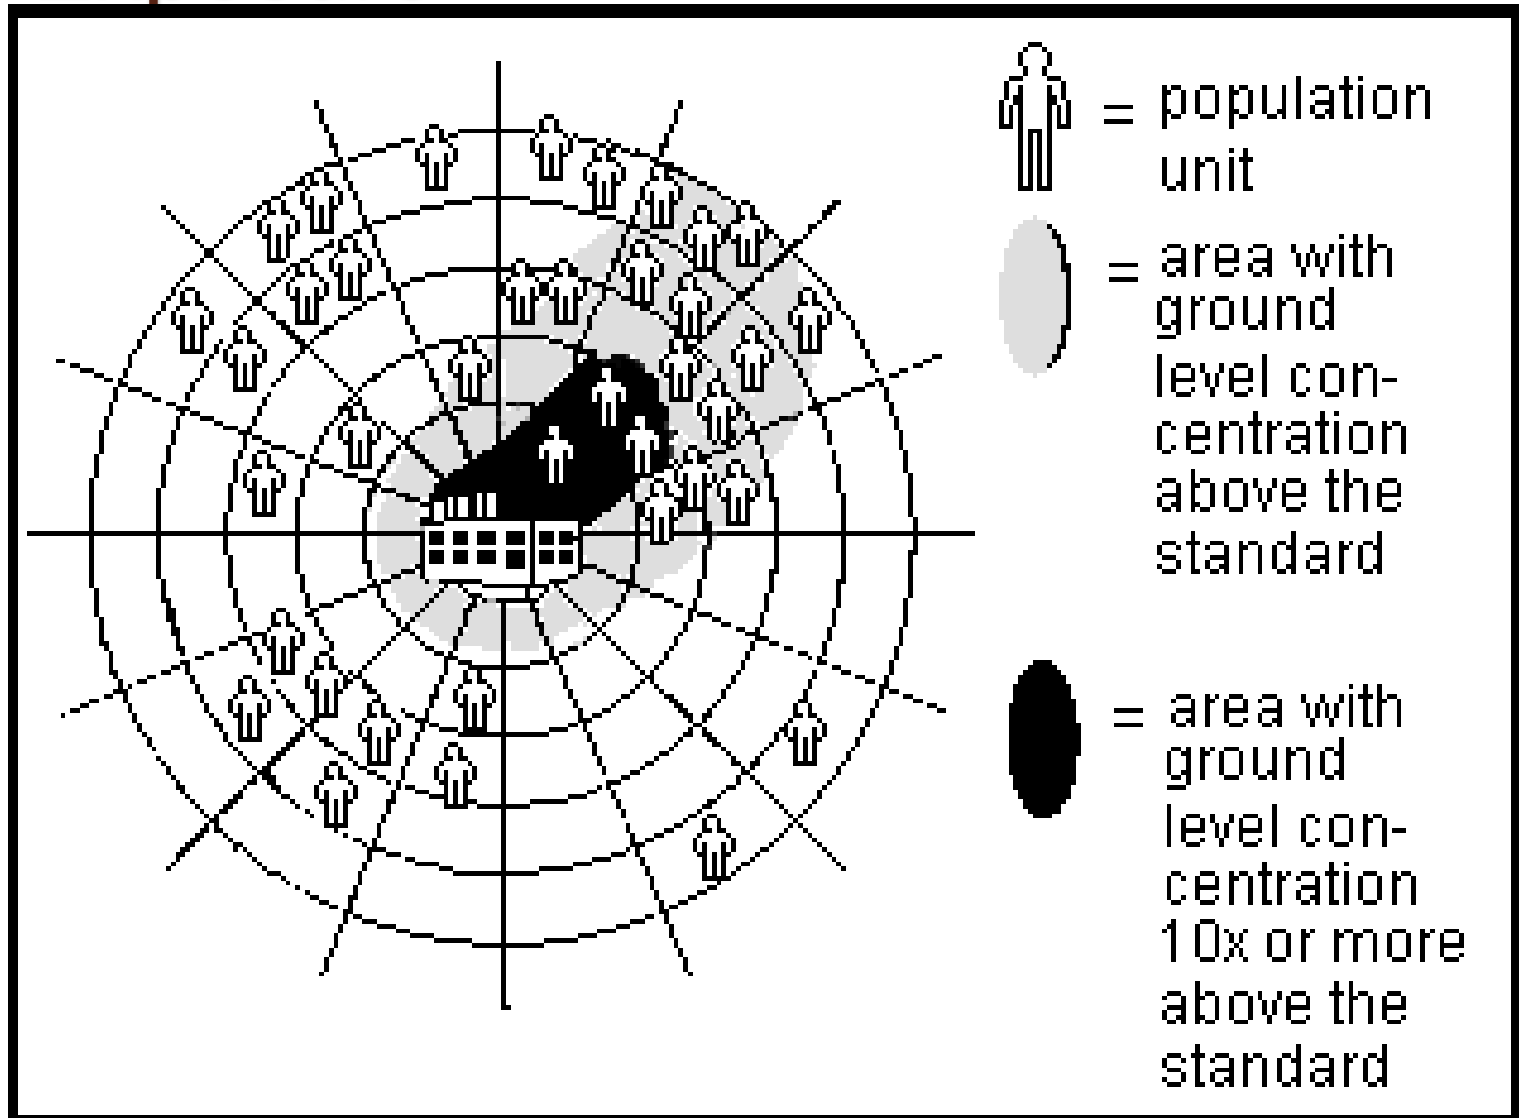 = population
unit
= area with
ground
level con-
centration
above the
standard
= area with
ground
level con-
centration
10x or more
above the
standard